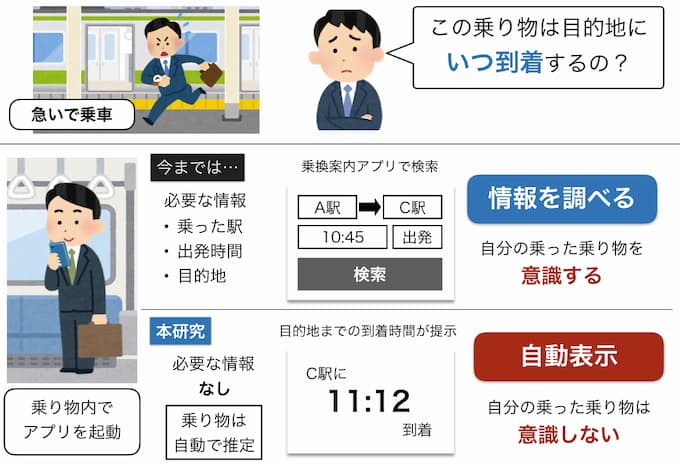 この乗り物は目的地に
いつ到着するの？
急いで乗車
今までは…
必要な情報
・ 乗った駅
・ 出発時間
・ 目的地
乗換案内アプリで検索
A駅
C駅
10:45
出発
検索
情報を調べる
自分の乗った乗り物を
意識する
乗り物内で
アプリを起動
本研究
必要な情報
なし
乗り物は
自動で推定
目的地までの到着時間が提示
C駅に
11:12
到着
自動表示
自分の乗った乗り物は
意識しない